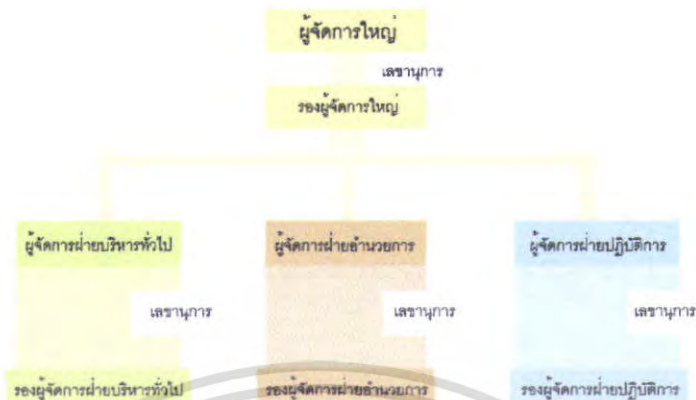 ผู้จัดการใหญ่
เลขานุการ
รองผู้จัดการใหญ่
ผู้จัดการฝ่ายบริหารทั่วไป ผู้จัดการฝ่ายอำนวยการ ผู้จัดการฝ่ายปฏิบัติการ
เลขานุการ เลขานุการ เลขานุการ
รองผู้จัดการฝ่ายบริหารทั่วไป รองผู้จัดการฝ่ายอำนวยการ รองผู้จัดการฝ่ายปฏิบัติการ